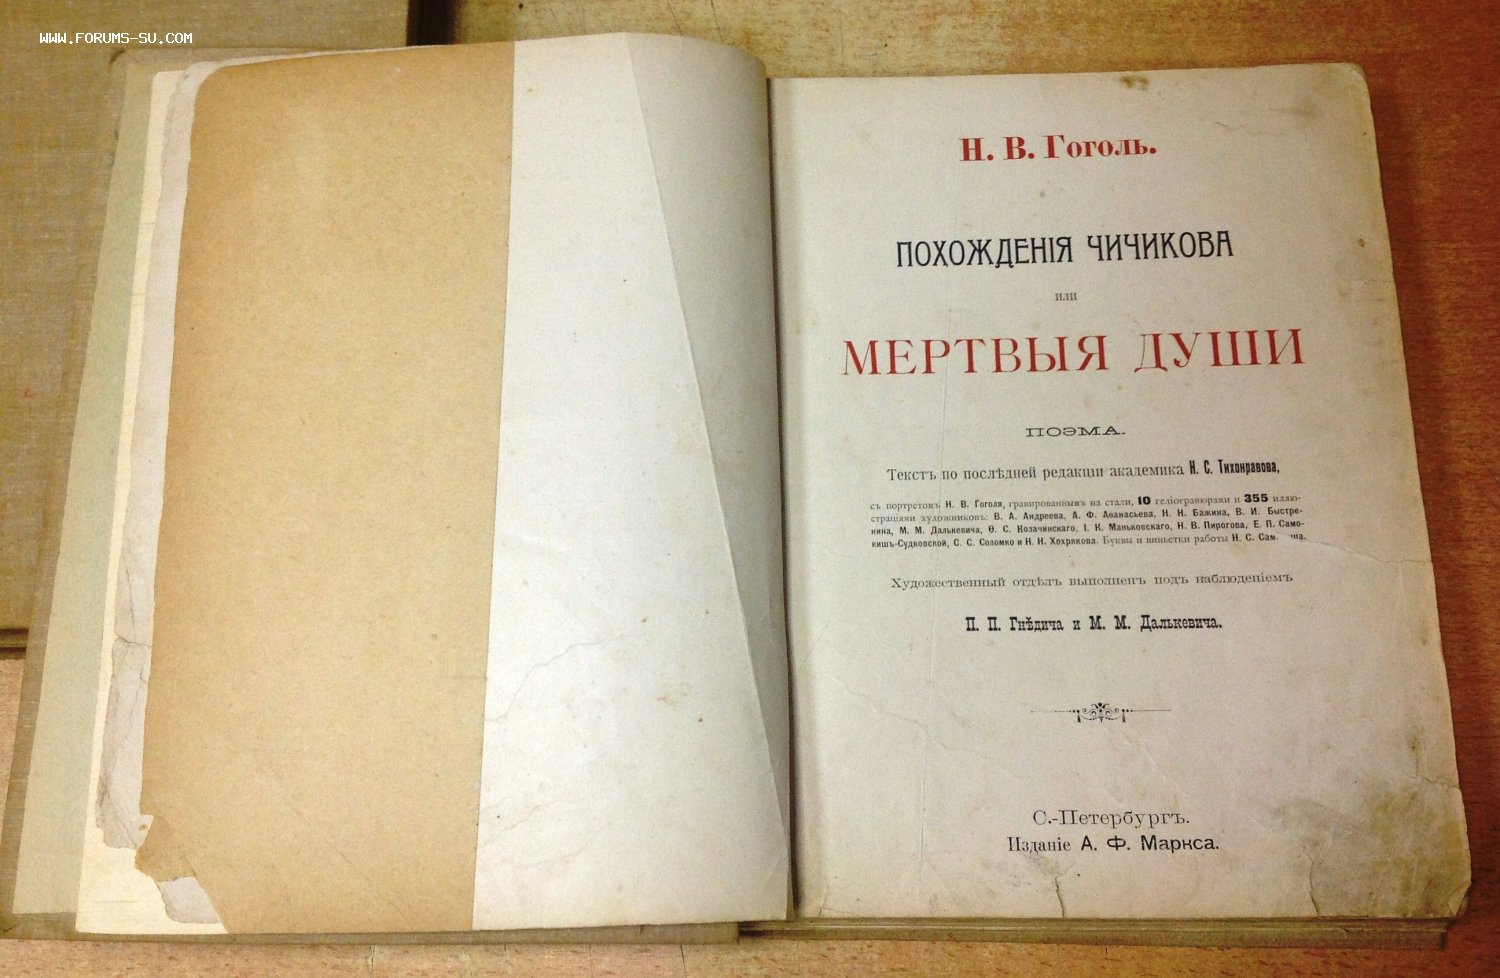 WWW.FORUMS-SU.COM
Н. В. Гоголь.
ПОХОЖДЕНІЯ ЧИЧИКОВА
или
МЕРТВЫЯ ДУШИ
ПОЭМА.
Текстъ по послѣдней редакціи академика Н. С. Тихонравова,
съ портретомъ Н. В. Гоголя, гравированнымъ на стали, 10 геліогравюрами и 355 иллю-
страціями художниковъ: В. А. Андреева, А. Ф. Аѳанасьева, Н. Н. Бажина, В. И. Быстре-
нина, М. М. Далькевича, Ѳ. С. Козачинскаго, І. К. Маньковскаго, Н. В. Пирогова, Е. П. Само-
кишъ-Судковской, С. С. Соломко и Н. Н. Хохрякова. Буквы и виньетки работы Н. С.
Художественный отдѣлъ выполненъ подъ наблюденіемъ
П. П. Гнѣдича и М. М. Далькевича.
С.-Петербургъ.
Изданіе А. Ф. Маркса.